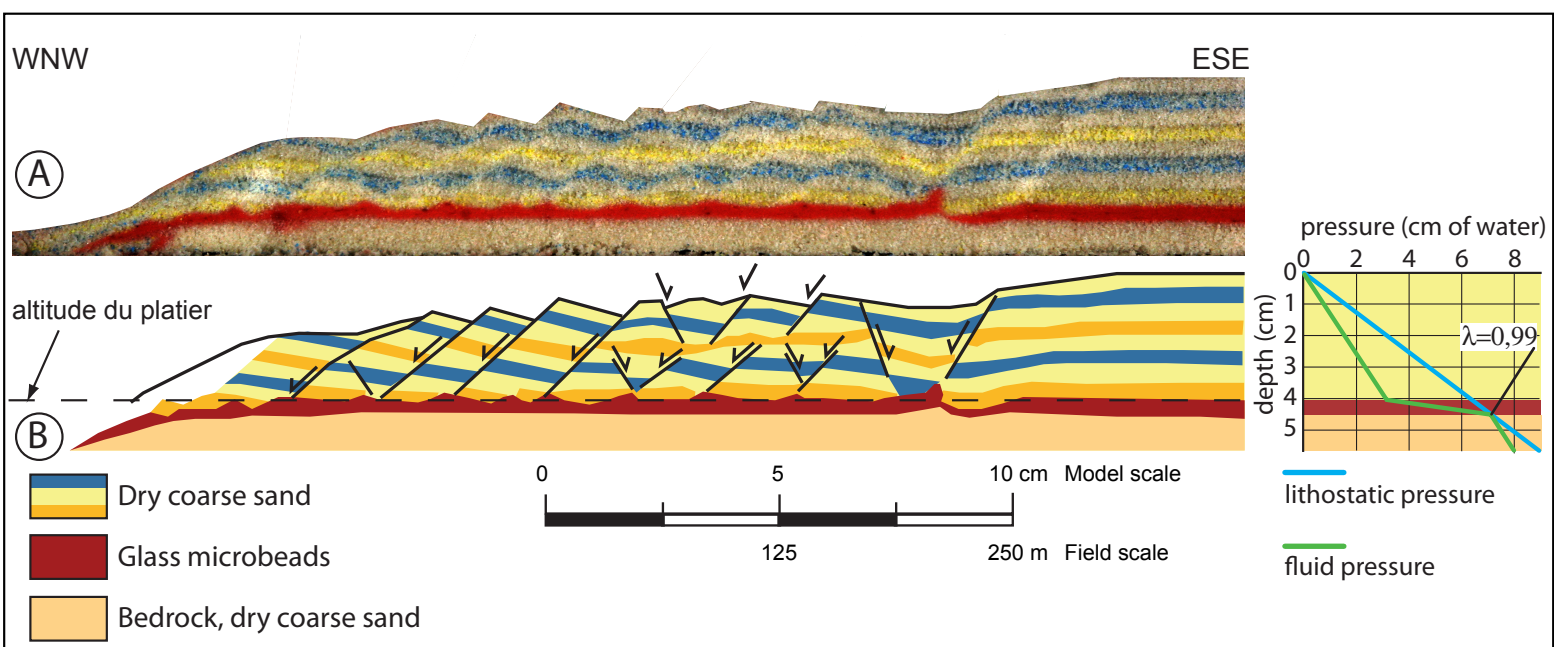 WNW
ESE
A
altitude du platier
B
Dry coarse sand
Glass microbeads
Bedrock, dry coarse sand
0 5 10 cm Model scale
125 250 m Field scale
pressure (cm of water)
0 2 4 6 8
depth (cm)
0
1
2
3
4
5
λ=0,99
lithostatic pressure
fluid pressure